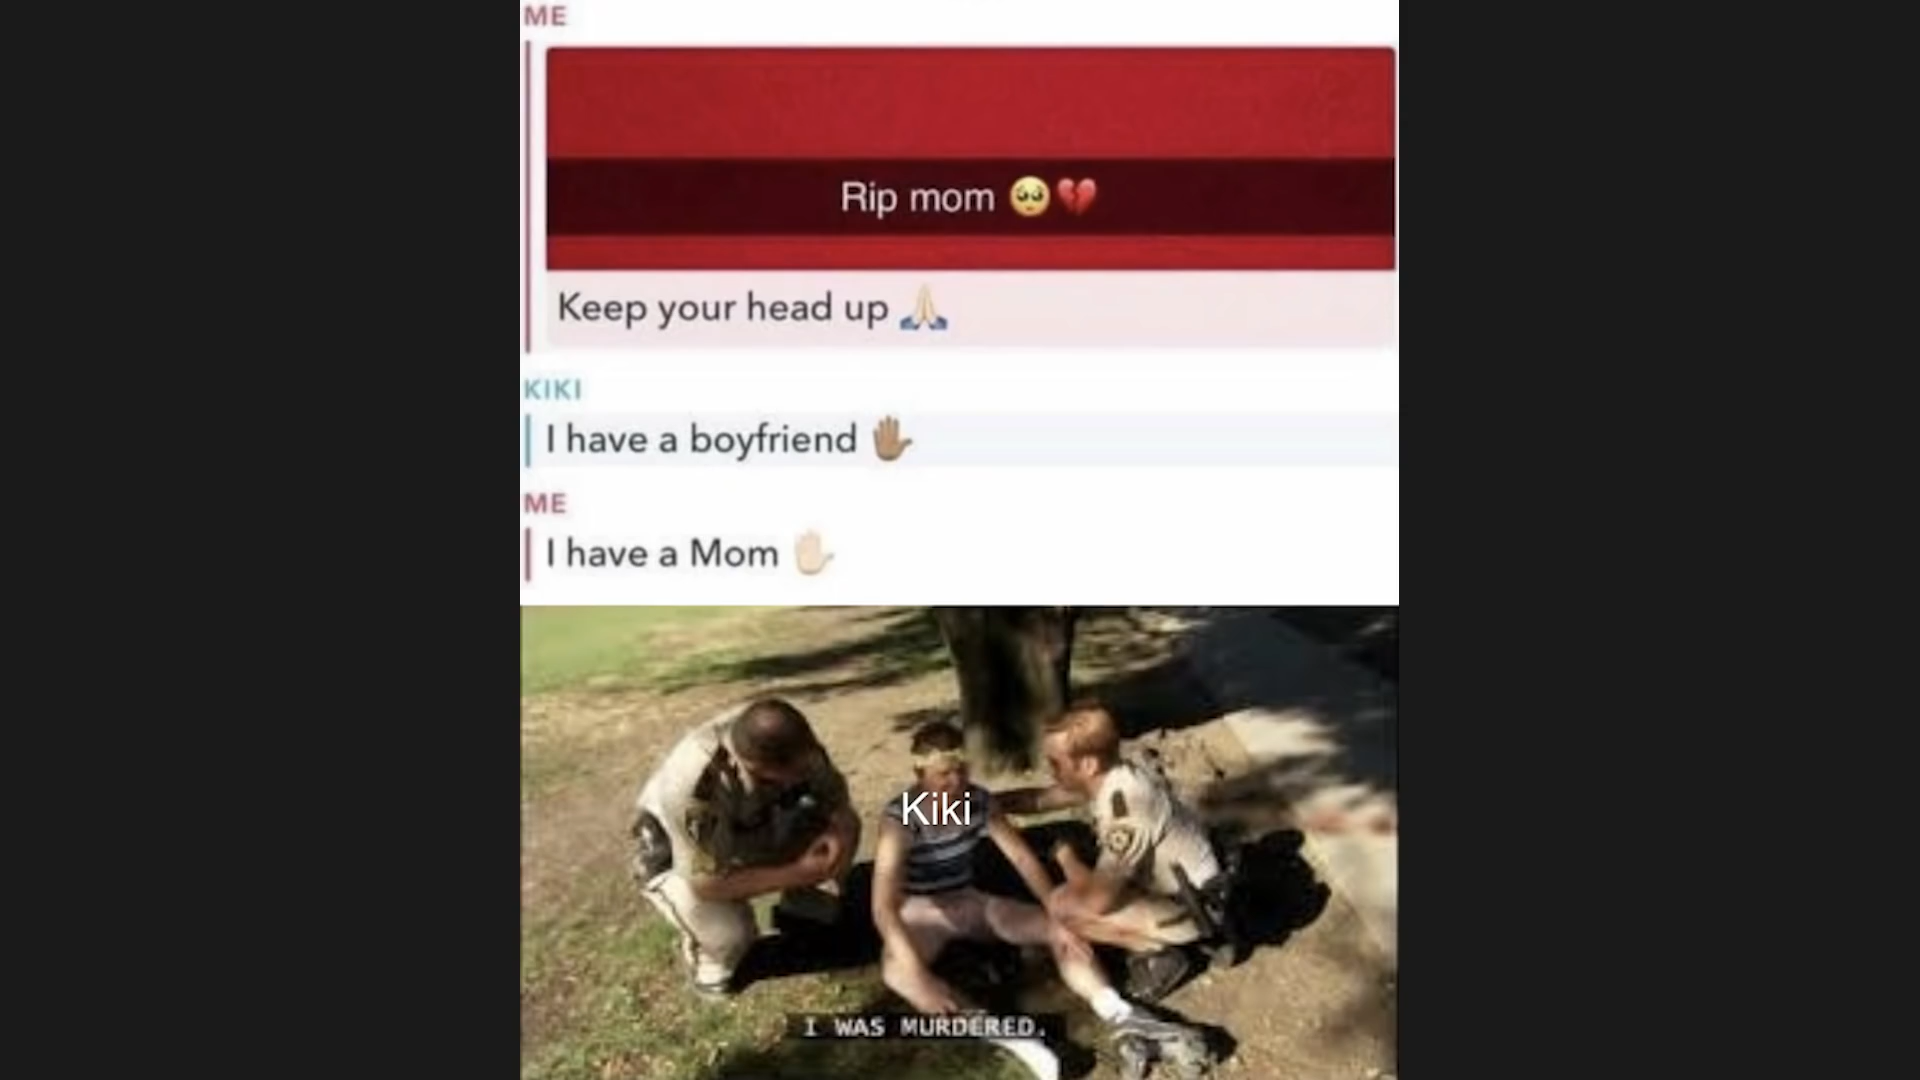 ME
Rip mom 🥺💔
Keep your head up 🙏🏻
KIKI
I have a boyfriend 🤚🏽
ME
I have a Mom 🤚🏻
Kiki
I WAS MURDERED.